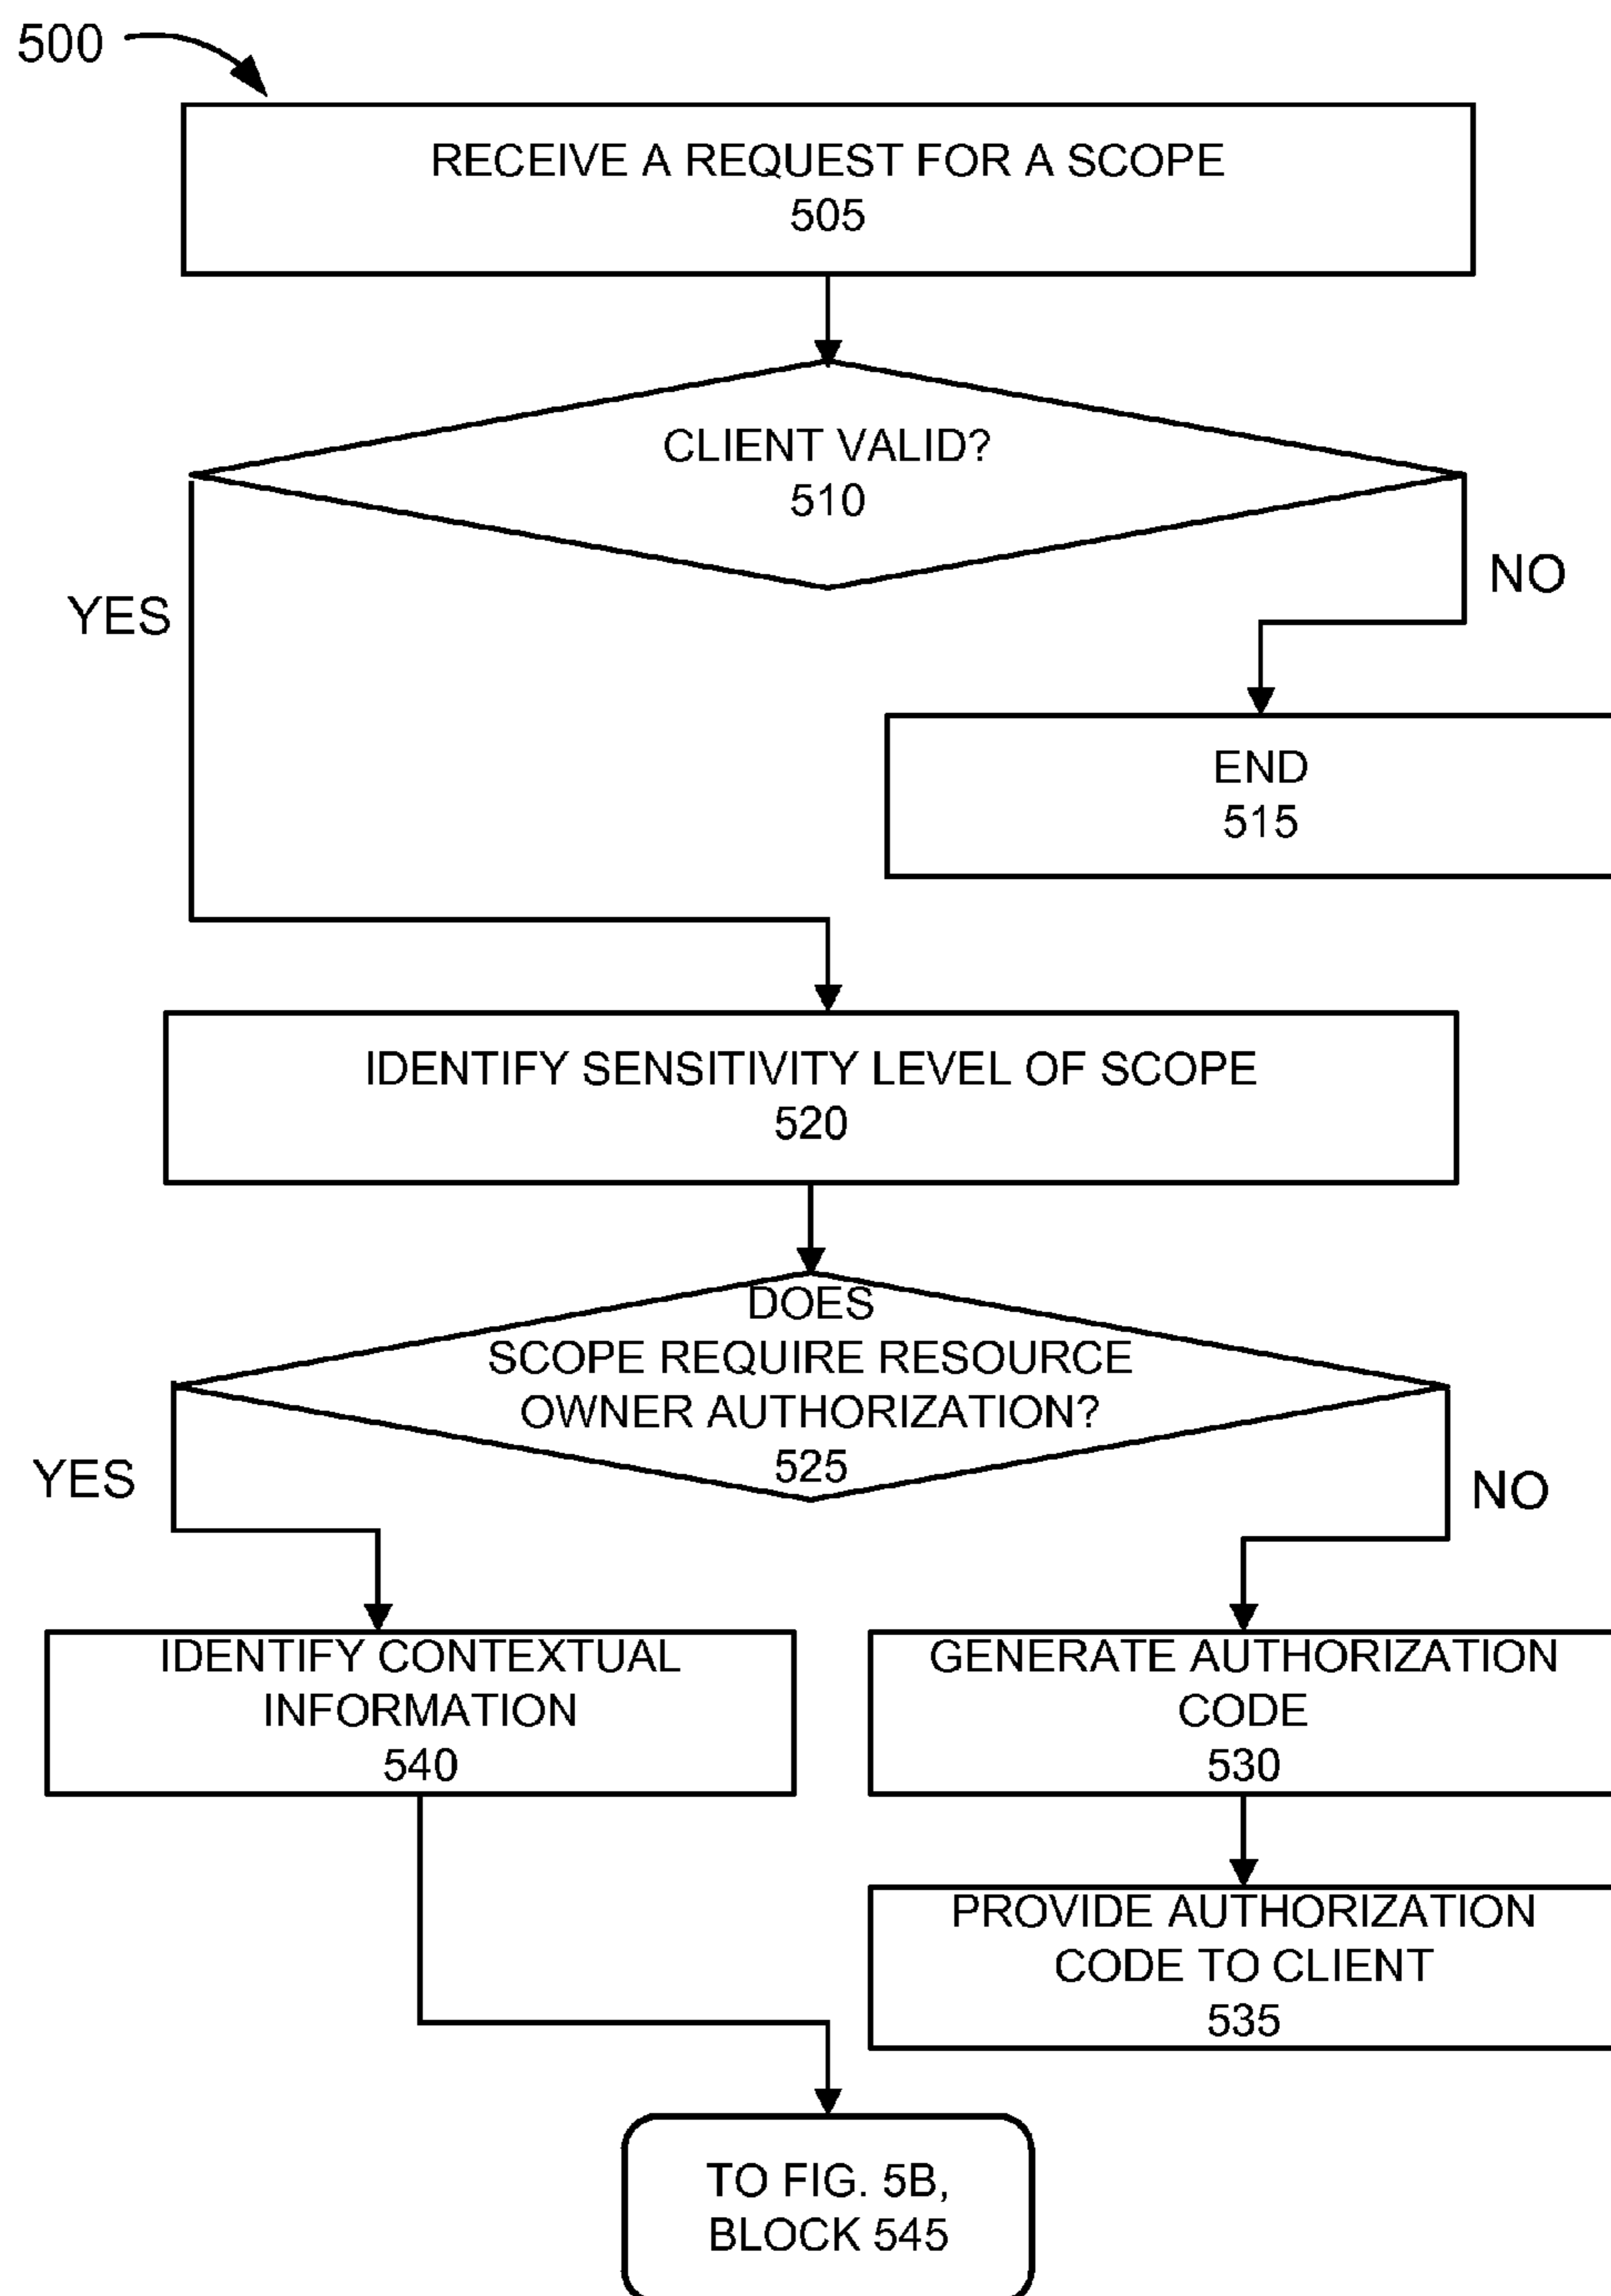 500
RECEIVE A REQUEST FOR A SCOPE
505
CLIENT VALID?
510
YES
NO
END
515
IDENTIFY SENSITIVITY LEVEL OF SCOPE
520
DOES
SCOPE REQUIRE RESOURCE
OWNER AUTHORIZATION?
525
YES
NO
IDENTIFY CONTEXTUAL
INFORMATION
540
GENERATE AUTHORIZATION
CODE
530
PROVIDE AUTHORIZATION
CODE TO CLIENT
535
TO FIG. 5B,
BLOCK 545